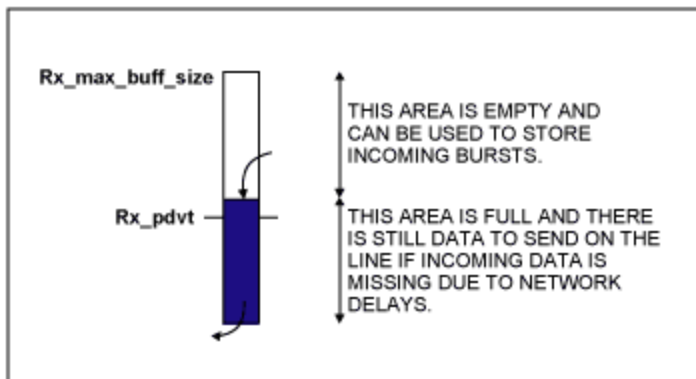 Rx_max_buff_size
THIS AREA IS EMPTY AND
CAN BE USED TO STORE
INCOMING BURSTS.
Rx_pdvt
THIS AREA IS FULL AND THERE
IS STILL DATA TO SEND ON THE
LINE IF INCOMING DATA IS
MISSING DUE TO NETWORK
DELAYS.